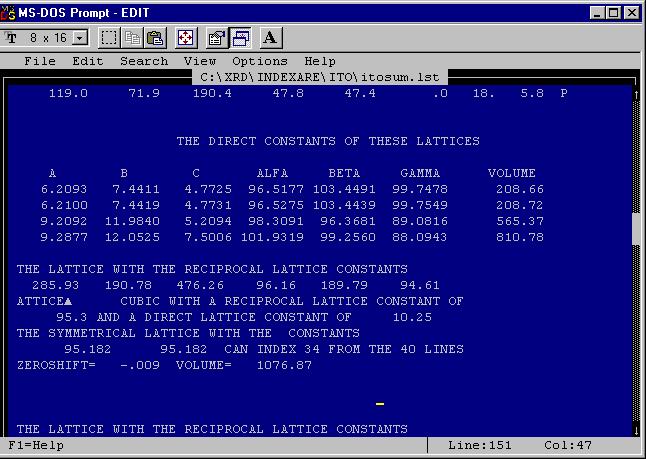 MS-DOS Prompt - EDIT
8 x 16
A
File Edit Search View Options Help
C:\XRD\INDEXARE\ITO\itosum.lst
119.0 71.9 190.4 47.8 47.4 .0 18. 5.8 P
THE DIRECT CONSTANTS OF THESE LATTICES
A B C ALFA BETA GAMMA VOLUME
6.2093 7.4411 4.7725 96.5177 103.4491 99.7478 208.66
6.2100 7.4419 4.7731 96.5275 103.4439 99.7549 208.72
9.2092 11.9840 5.2094 98.3091 96.3681 89.0816 565.37
9.2877 12.0525 7.5006 101.9319 99.2560 88.0943 810.78
THE LATTICE WITH THE RECIPROCAL LATTICE CONSTANTS
285.93 190.78 476.26 96.16 189.79 94.61
ATTICE▲ CUBIC WITH A RECIPROCAL LATTICE CONSTANT OF
95.3 AND A DIRECT LATTICE CONSTANT OF 10.25
THE SYMMETRICAL LATTICE WITH THE CONSTANTS
95.182 95.182 CAN INDEX 34 FROM THE 40 LINES
ZEROSHIFT= -.009 VOLUME= 1076.87
THE LATTICE WITH THE RECIPROCAL LATTICE CONSTANTS
F1=Help Line:151 Col:47